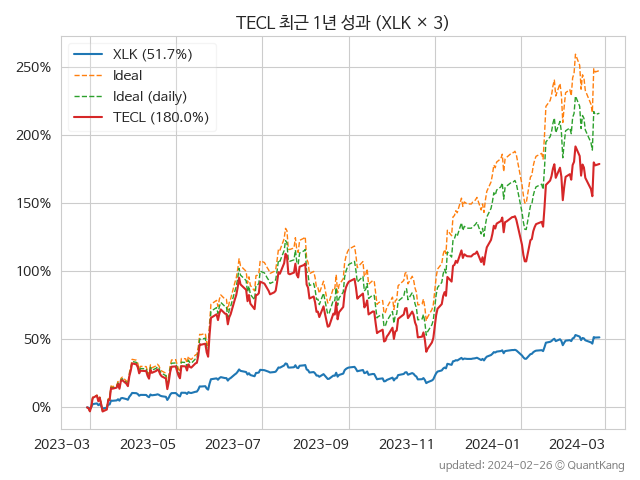 TECL 최근 1년 성과 (XLK × 3)
XLK (51.7%)
Ideal
Ideal (daily)
TECL (180.0%)
250%
200%
150%
100%
50%
0%
2023-03 2023-05 2023-07 2023-09 2023-11 2024-01 2024-03
updated: 2024-02-26 © QuantKang